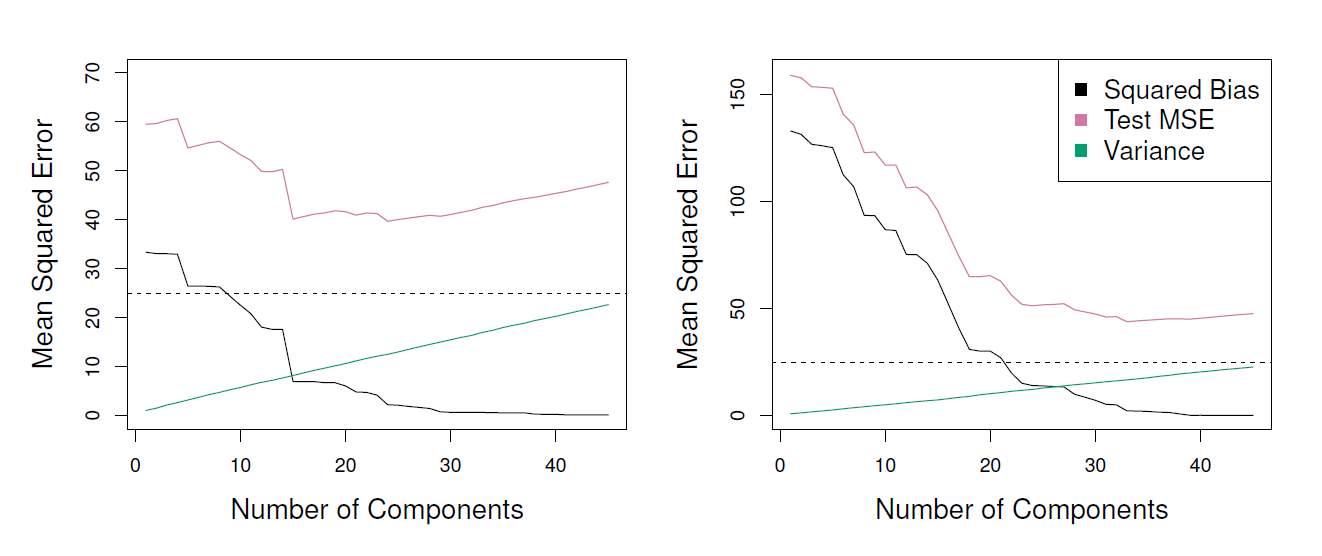 Mean Squared Error
70
60
50
40
30
20
10
0
0 10 20 30 40
Number of Components
Mean Squared Error
150
100
50
0
0 10 20 30 40
Number of Components
Squared Bias
Test MSE
Variance